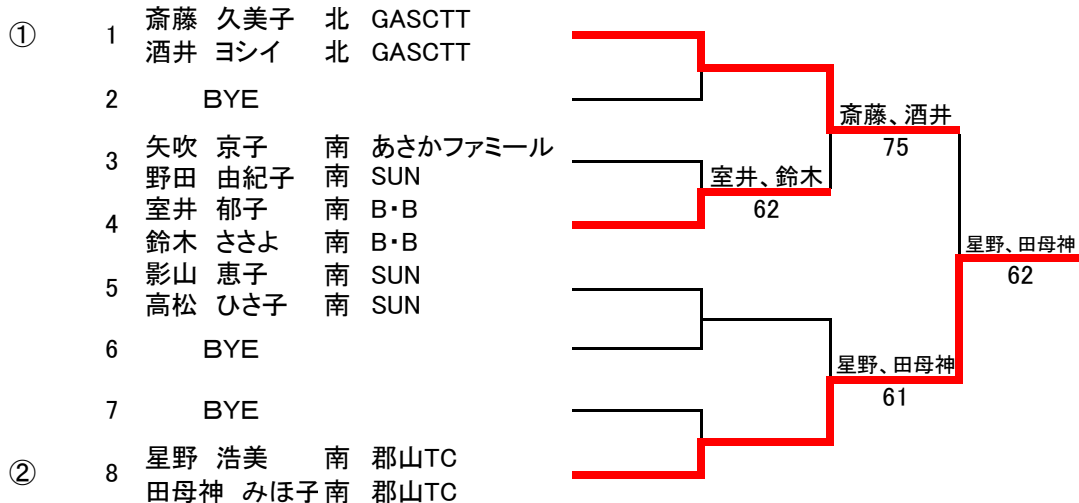 ① 1 斎藤 久美子 北 GASCTT
酒井 ヨシイ 北 GASCTT
2 BYE
3 矢吹 京子 南 あさかファミール
野田 由紀子 南 SUN
4 室井 郁子 南 B・B
鈴木 ささよ 南 B・B
5 影山 恵子 南 SUN
高松 ひさ子 南 SUN
6 BYE
7 BYE
② 8 星野 浩美 南 郡山TC
田母神 みほ子 南 郡山TC
室井、鈴木
62
斎藤、酒井
75
星野、田母神
61
星野、田母神
62